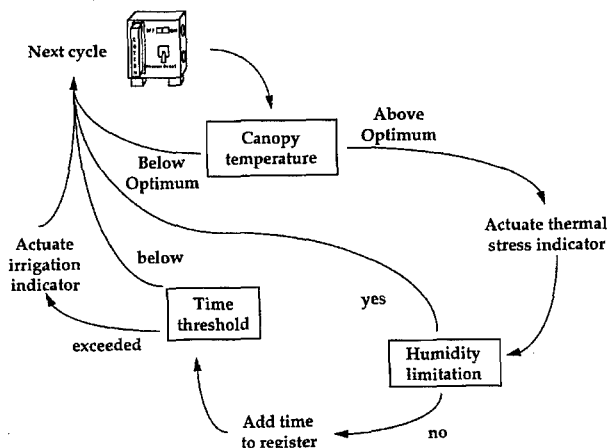 Next cycle
OFF
Canopy
temperature
Above
Optimum
Below
Optimum
Actuate thermal
stress indicator
Actuate
irrigation
indicator
below
Time
threshold
yes
exceeded
Humidity
limitation
Add time
to register
no